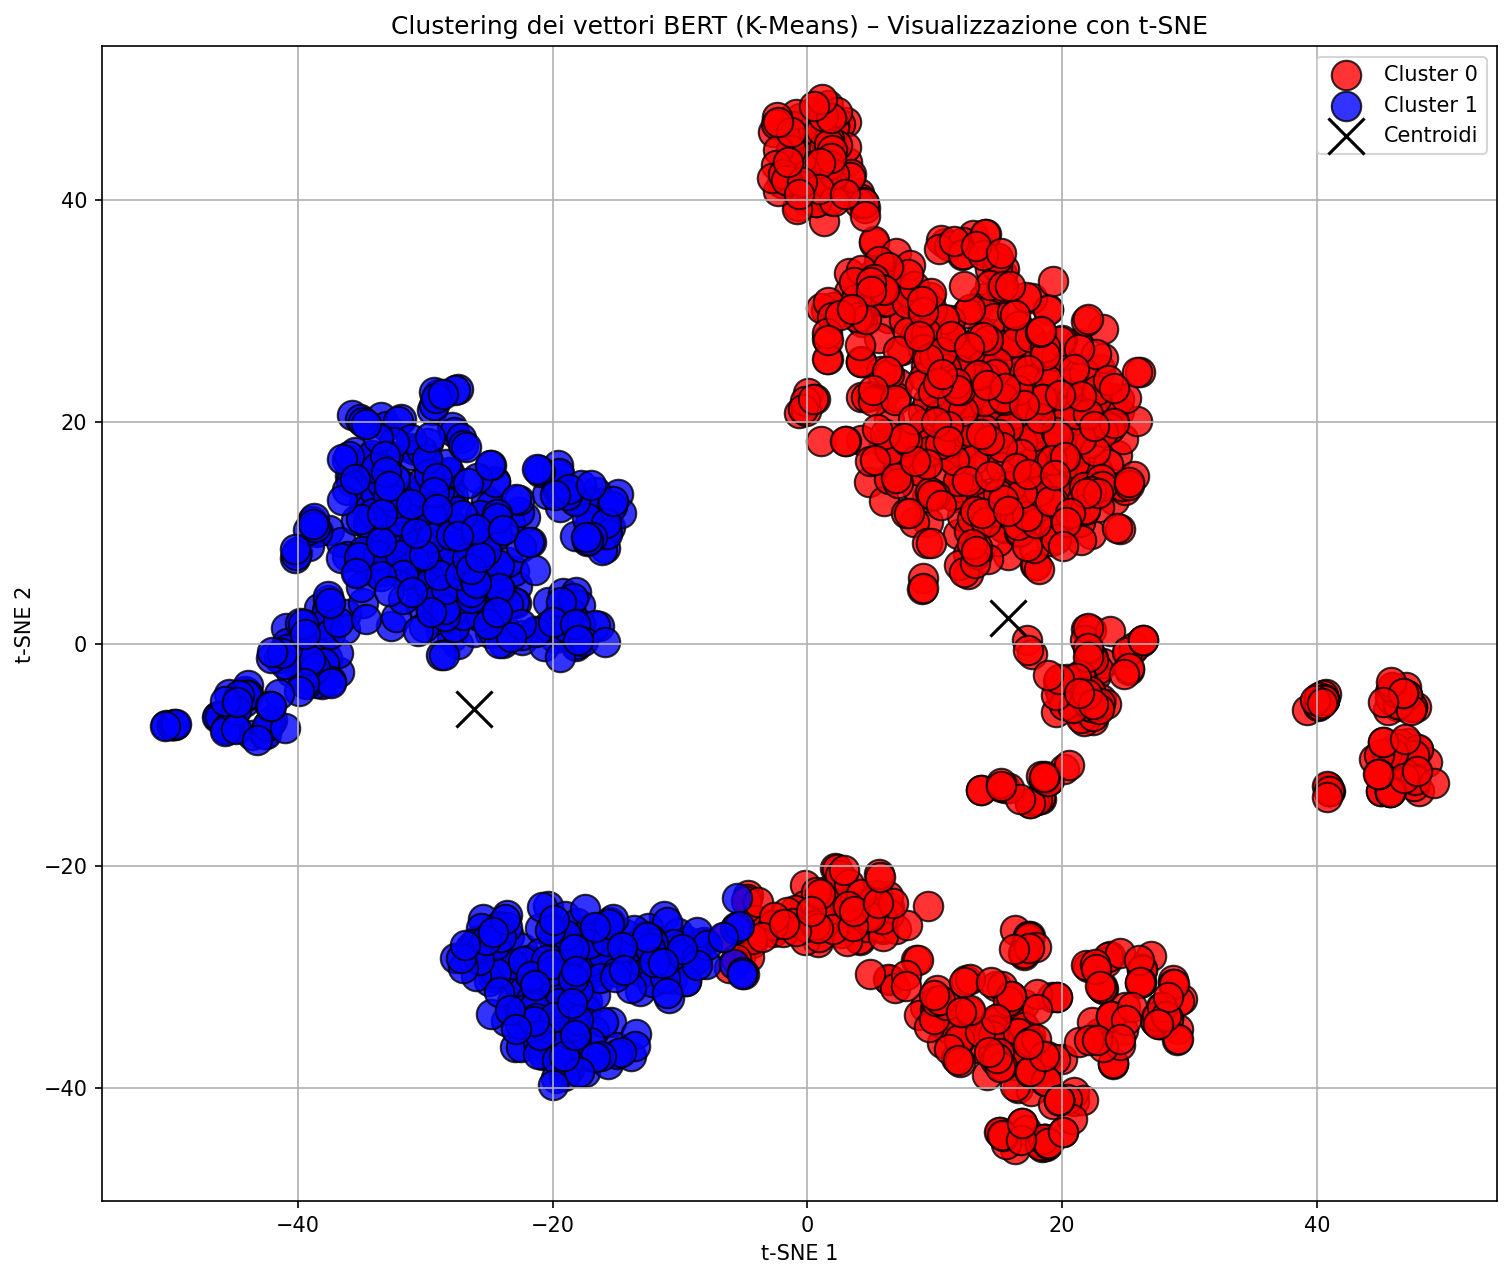 Clustering dei vettori BERT (K-Means) – Visualizzazione con t-SNE
Cluster 0
Cluster 1
Centroidi
t-SNE 2
40
20
0
−20
−40
−40
−20
0
20
40
t-SNE 1